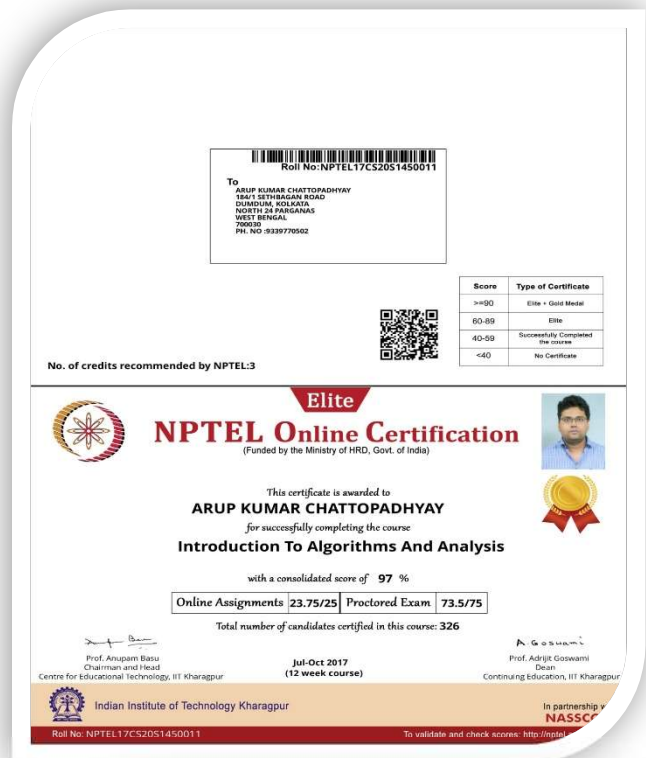 Roll No:NPTEL17CS20S1450011
To
ARUP KUMAR CHATTOPADHYAY
184/1 SETHBAGAN ROAD
DUMDUM, KOLKATA
NORTH 24 PARGANAS
WEST BENGAL
700030
PH. NO :9339770502
Score Type of Certificate
>=90 Elite + Gold Medal
60-89 Elite
40-59 Successfully Completed the course
<40 No Certificate
No. of credits recommended by NPTEL:3
Elite
NPTEL Online Certification
(Funded by the Ministry of HRD, Govt. of India)
This certificate is awarded to
ARUP KUMAR CHATTOPADHYAY
for successfully completing the course
Introduction To Algorithms And Analysis
with a consolidated score of 97 %
Online Assignments 23.75/25 Proctored Exam 73.5/75
Total number of candidates certified in this course: 326
A. Goswami
Prof. Anupam Basu
Chairman and Head
Centre for Educational Technology, IIT Kharagpur
Jul-Oct 2017
(12 week course)
Prof. Adrijit Goswami
Dean
Continuing Education, IIT Kharagpur
Indian Institute of Technology Kharagpur
In partnership
NASSC
Roll No: NPTEL17CS20S1450011
To validate and check scores: http://nptel